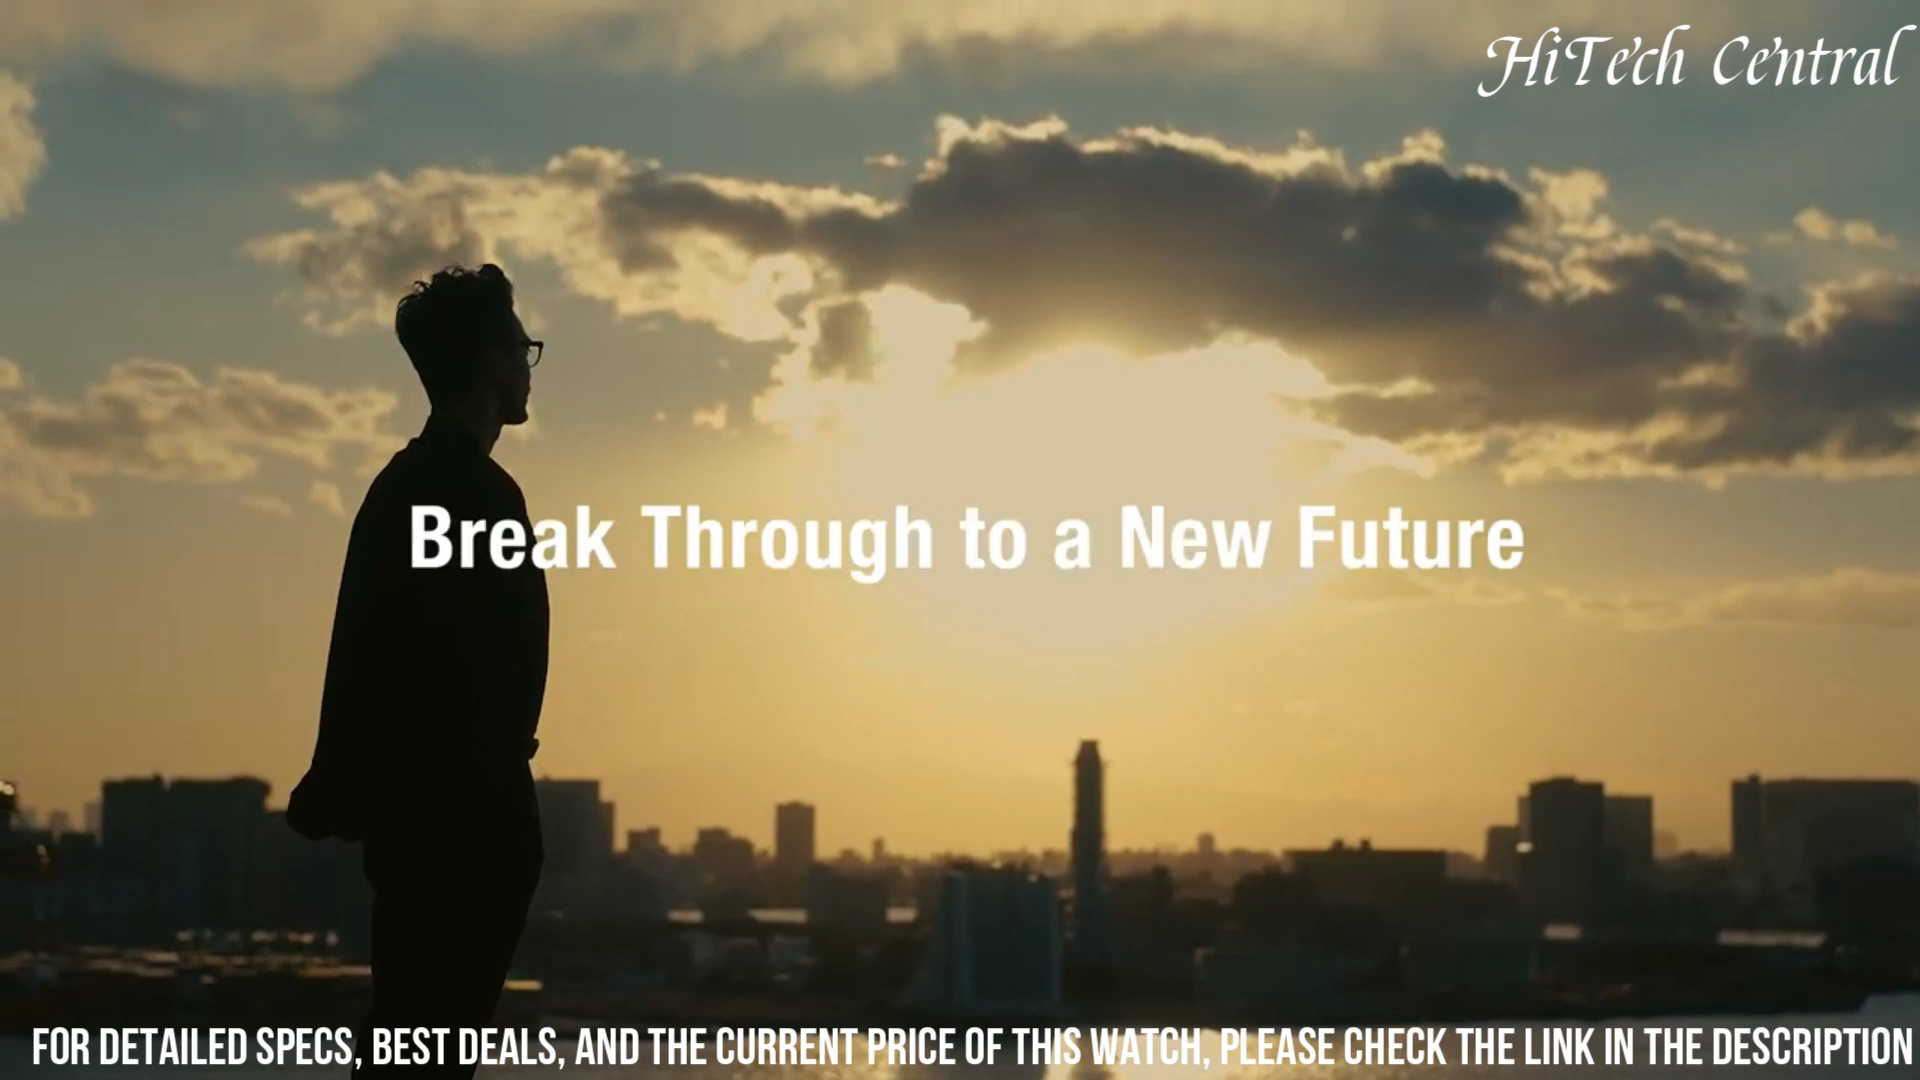 HiTech Central
Break Through to a New Future
FOR DETAILED SPECS, BEST DEALS, AND THE CURRENT PRICE OF THIS WATCH, PLEASE CHECK THE LINK IN THE DESCRIPTION